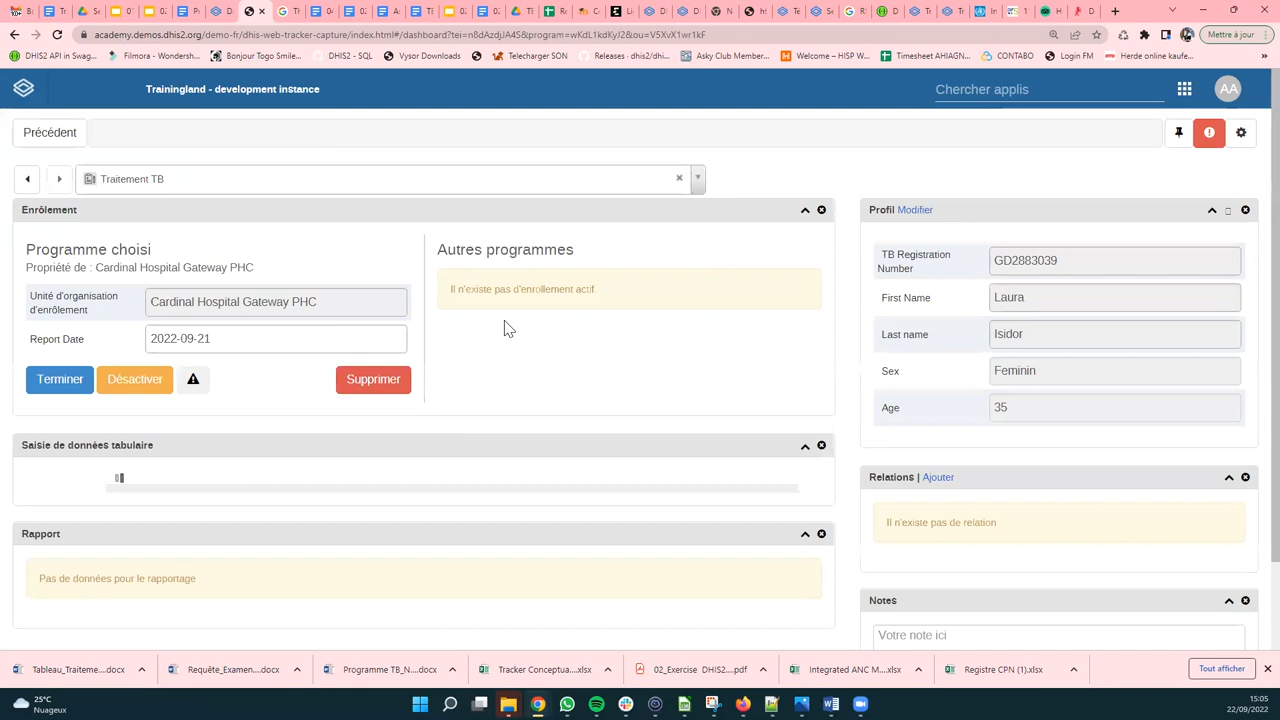 academy.demos.dhis2.org/demo-fr/dhis-web-tracker-capture/index.html#/dashboard?tei=n8dAzdjJA4S&program=wKdL1kdKyJ2&ou=V5XvX1wr1kF
Mettre à jour
DHIS2 API in Swag...
Filmora - Wondersh...
Bonjour Togo Smile...
DHIS2 - SQL
Vysor Downloads
Telecharger SON
Releases · dhis2/dhi...
Asky Club Member...
Welcome – HISP W...
Timesheet AHIAGN...
CONTABO
Login FM
Herde online kaufe...
Trainingland - development instance
Chercher applis
AA
Précédent
Traitement TB
Enrôlement
Programme choisi
Propriété de : Cardinal Hospital Gateway PHC
Unité d'organisation
d'enrôlement
Cardinal Hospital Gateway PHC
Report Date
2022-09-21
Terminer
Désactiver
Supprimer
Autres programmes
Il n'existe pas d'enrollement actif.
Saisie de données tabulaire
Rapport
Pas de données pour le rapportage
Profil Modifier
TB Registration
Number
GD2883039
First Name
Laura
Last name
Isidor
Sex
Feminin
Age
35
Relations | Ajouter
Il n'existe pas de relation
Notes
Votre note ici
Tableau_Traiteme....docx
Requête_Examen....docx
Programme TB_N....docx
Tracker Conceptua....xlsx
02_Exercise DHIS2....pdf
Integrated ANC M....xlsx
Registre CPN (1).xlsx
Tout afficher
25°C
Nuageux
15:05
22/09/2022